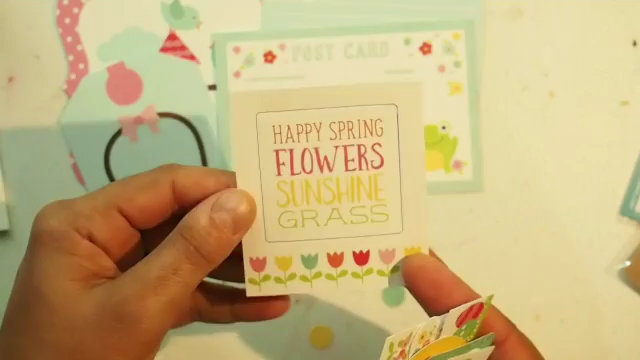 POST CARD
HAPPY SPRING
FLOWERS
SUNSHINE
GRASS